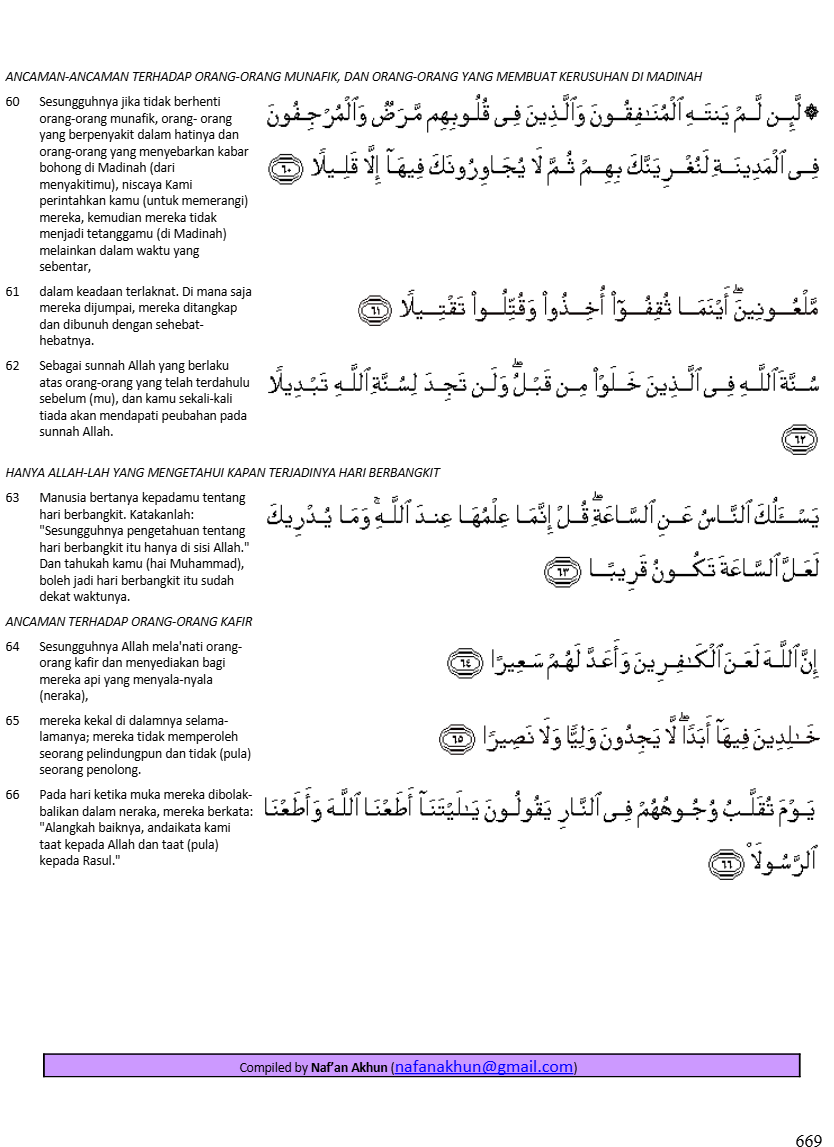 ANCAMAN-ANCAMAN TERHADAP ORANG-ORANG MUNAFIK, DAN ORANG-ORANG YANG MEMBUAT KERUSUHAN DI MADINAH
60 Sesungguhnya jika tidak berhenti
orang-orang munafik, orang- orang
yang berpenyakit dalam hatinya dan
orang-orang yang menyebarkan kabar
bohong di Madinah (dari
menyakitimu), niscaya Kami
perintahkan kamu (untuk memerangi)
mereka, kemudian mereka tidak
menjadi tetanggamu (di Madinah)
melainkan dalam waktu yang
sebentar,
۞ لَّئِن لَّمْ يَنتَهِ ٱلْمُنَـٰفِقُونَ وَٱلَّذِينَ فِى قُلُوبِهِم مَّرَضٌ وَٱلْمُرْجِفُونَ
فِى ٱلْمَدِينَةِ لَنُغْرِيَنَّكَ بِهِمْ ثُمَّ لَا يُجَاوِرُونَكَ فِيهَآ إِلَّا قَلِيلًا ٦٠
61 dalam keadaan terlaknat. Di mana saja
mereka dijumpai, mereka ditangkap
dan dibunuh dengan sehebat-
hebatnya.
مَّلْعُونِينَ ۖ أَيْنَمَا ثُقِفُوٓا۟ أُخِذُوا۟ وَقُتِّلُوا۟ تَقْتِيلًا ٦١
62 Sebagai sunnah Allah yang berlaku
atas orang-orang yang telah terdahulu
sebelum (mu), dan kamu sekali-kali
tiada akan mendapati peubahan pada
sunnah Allah.
سُنَّةَ ٱللَّهِ فِى ٱلَّذِينَ خَلَوْا۟ مِن قَبْلُ ۖ وَلَن تَجِدَ لِسُنَّةِ ٱللَّهِ تَبْدِيلًا
٦٢
HANYA ALLAH-LAH YANG MENGETAHUI KAPAN TERJADINYA HARI BERBANGKIT
63 Manusia bertanya kepadamu tentang
hari berbangkit. Katakanlah:
"Sesungguhnya pengetahuan tentang
hari berbangkit itu hanya di sisi Allah."
Dan tahukah kamu (hai Muhammad),
boleh jadi hari berbangkit itu sudah
dekat waktunya.
يَسْـَٔلُكَ ٱلنَّاسُ عَنِ ٱلسَّاعَةِ ۖ قُلْ إِنَّمَا عِلْمُهَا عِندَ ٱللَّهِ ۚ وَمَا يُدْرِيكَ
لَعَلَّ ٱلسَّاعَةَ تَكُونُ قَرِيبًا ٦٣
ANCAMAN TERHADAP ORANG-ORANG KAFIR
64 Sesungguhnya Allah mela'nati orang-
orang kafir dan menyediakan bagi
mereka api yang menyala-nyala
(neraka),
إِنَّ ٱللَّهَ لَعَنَ ٱلْكَـٰفِرِينَ وَأَعَدَّ لَهُمْ سَعِيرًا ٦٤
65 mereka kekal di dalamnya selama-
lamanya; mereka tidak memperoleh
seorang pelindungpun dan tidak (pula)
seorang penolong.
خَـٰلِدِينَ فِيهَآ أَبَدًا ۖ لَّا يَجِدُونَ وَلِيًّا وَلَا نَصِيرًا ٦٥
66 Pada hari ketika muka mereka dibolak-
balikan dalam neraka, mereka berkata:
"Alangkah baiknya, andaikata kami
taat kepada Allah dan taat (pula)
kepada Rasul."
يَوْمَ تُقَلَّبُ وُجُوهُهُمْ فِى ٱلنَّارِ يَقُولُونَ يَـٰلَيْتَنَآ أَطَعْنَا ٱللَّهَ وَأَطَعْنَا
ٱلرَّسُولَا۠ ٦٦
Compiled by Naf’an Akhun (nafanakhun@gmail.com)
669